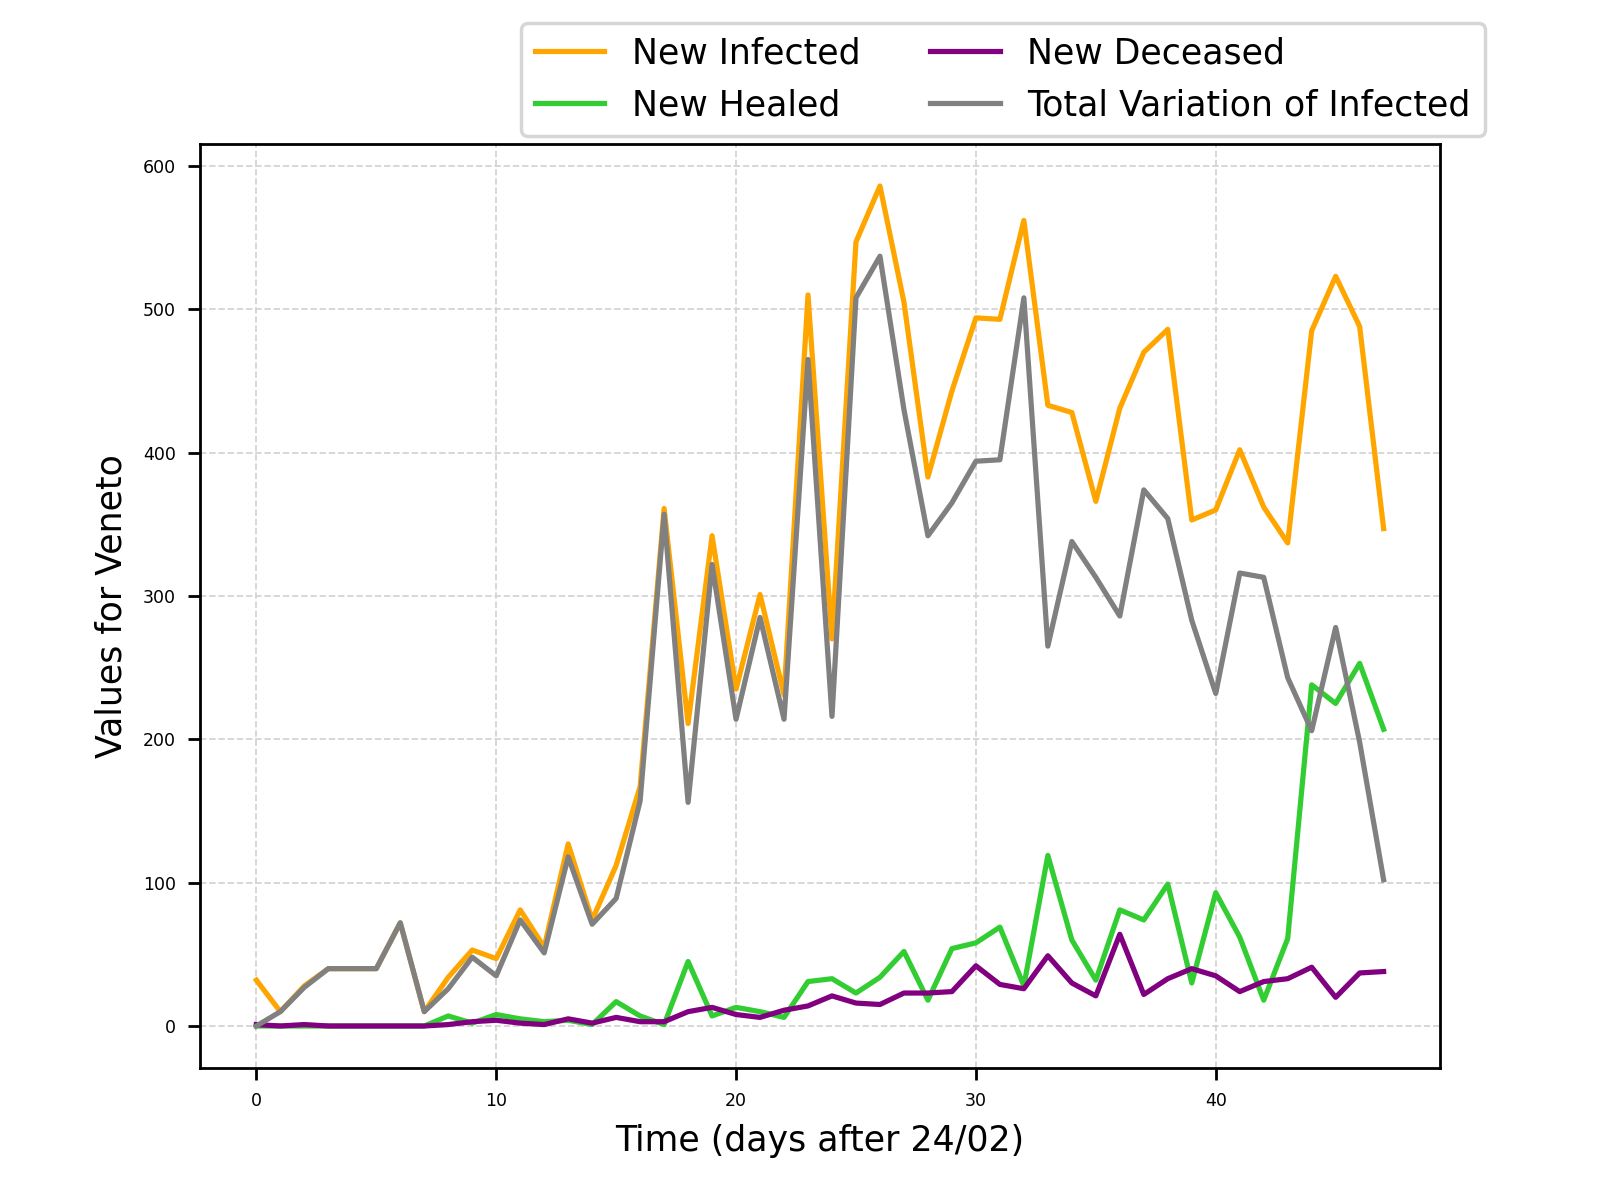 New Infected
New Healed
New Deceased
Total Variation of Infected
600
500
400
300
200
100
0
Values for Veneto
0 10 20 30 40
Time (days after 24/02)